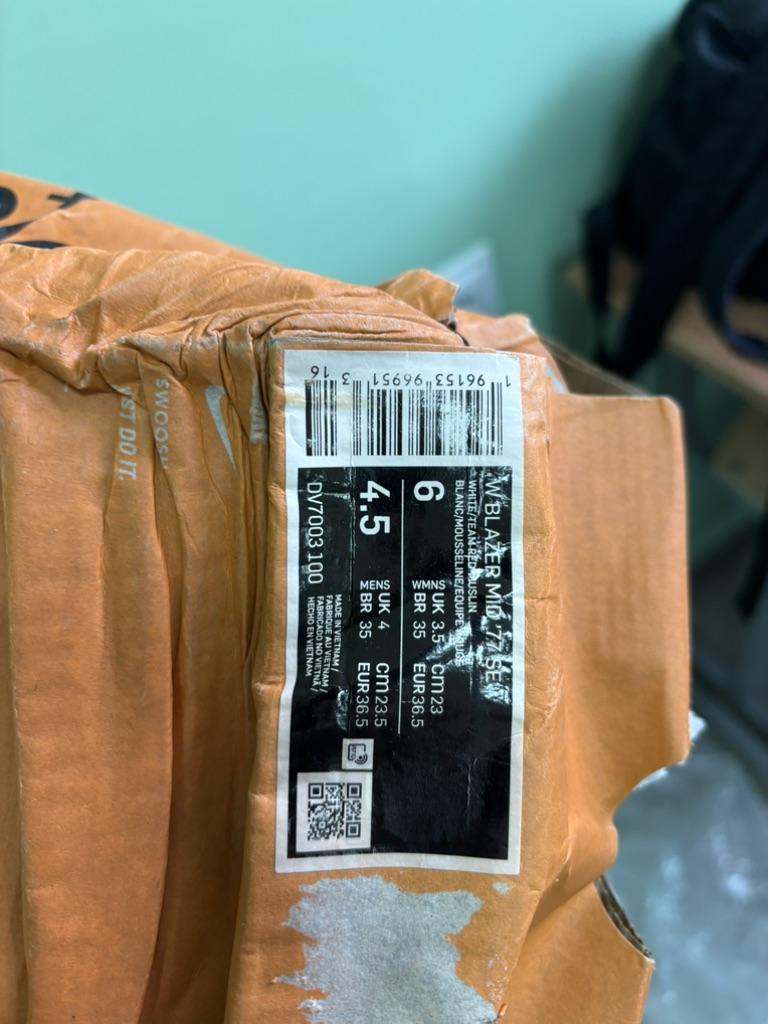 W BLAZER MID '77 SE
WHITE/TEAM RED-MUSLIN
BLANC/MOUSSELINE/EQUIPE ROUGE
6
WMNS UK 3.5 cm 23
BR 35 EUR 36.5
4.5
MENS UK 4 cm 23.5
BR 35 EUR 36.5
DV7003 100
MADE IN VIETNAM/
FABRIQUE AU VIETNAM/
FABRICADO NO VIETNÃ/
HECHO EN VIETNAM
1 96153 96951 3 16
SWOOSH
JUST DO IT.